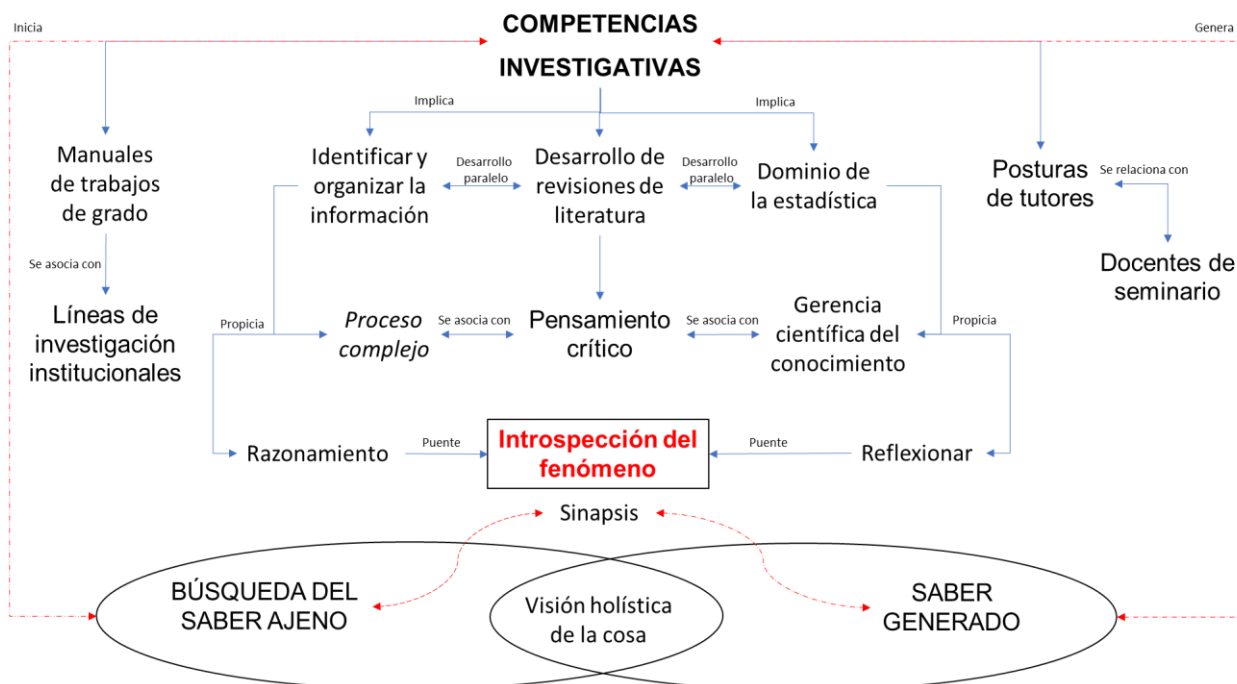 Inicia
COMPETENCIAS
INVESTIGATIVAS
Genera
Implica
Implica
Manuales
de trabajos
de grado
Identificar y
organizar la
información
Desarrollo
paralelo
Desarrollo de
revisiones de
literatura
Desarrollo
paralelo
Dominio de
la estadística
Posturas
de tutores
Se relaciona con
Docentes de
seminario
Se asocia con
Líneas de
investigación
institucionales
Propicia
Proceso
complejo
Se asocia con
Pensamiento
crítico
Se asocia con
Gerencia
científica del
conocimiento
Propicia
Razonamiento
Puente
Introspección del
fenómeno
Puente
Reflexionar
Sinapsis
BÚSQUEDA DEL
SABER AJENO
Visión holística
de la cosa
SABER
GENERADO